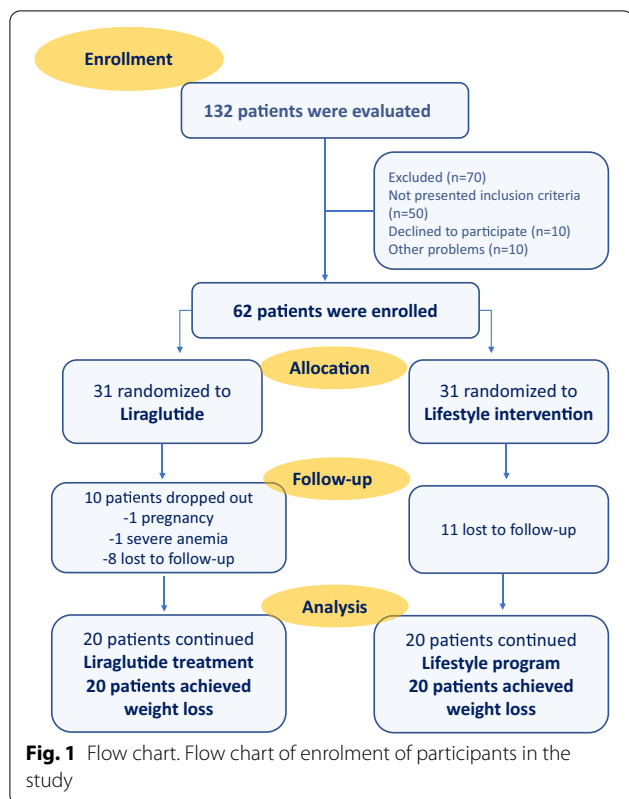 Enrollment
132 patients were evaluated
Excluded (n=70)
Not presented inclusion criteria
(n=50)
Declined to participate (n=10)
Other problems (n=10)
62 patients were enrolled
Allocation
31 randomized to
Liraglutide
31 randomized to
Lifestyle intervention
Follow-up
10 patients dropped out
-1 pregnancy
-1 severe anemia
-8 lost to follow-up
11 lost to follow-up
Analysis
20 patients continued
Liraglutide treatment
20 patients achieved
weight loss
20 patients continued
Lifestyle program
20 patients achieved
weight loss
Fig. 1 Flow chart. Flow chart of enrolment of participants in the
study